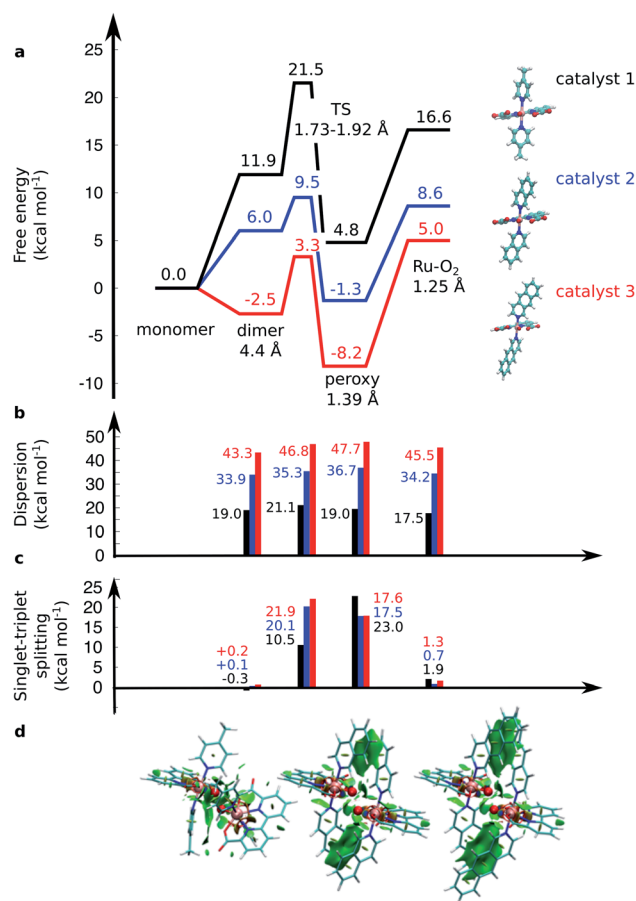 a
25
20
15
10
5
0
-5
-10
Free energy
(kcal mol-1)
0.0
11.9
21.5
4.8
16.6
6.0
9.5
-1.3
8.6
-2.5
3.3
-8.2
5.0
TS
1.73-1.92 Å
monomer
dimer
4.4 Å
peroxy
1.39 Å
Ru-O2
1.25 Å
catalyst 1
catalyst 2
catalyst 3
b
50
40
30
20
10
0
Dispersion
(kcal mol-1)
43.3
33.9
19.0
46.8
35.3
21.1
47.7
36.7
19.0
45.5
34.2
17.5
c
25
20
15
10
5
0
Singlet-triplet
splitting
(kcal mol-1)
+0.2
+0.1
-0.3
21.9
20.1
10.5
17.6
17.5
23.0
1.3
0.7
1.9
d